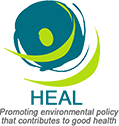 HEAL
Promoting environmental policy
that contributes to good health